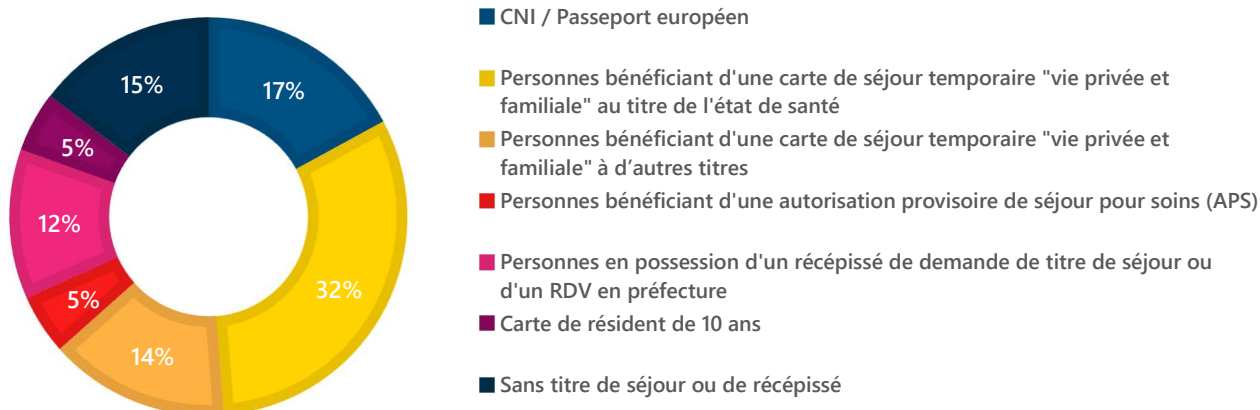 CNI / Passeport européen
Personnes bénéficiant d'une carte de séjour temporaire "vie privée et
familiale" au titre de l'état de santé
Personnes bénéficiant d'une carte de séjour temporaire "vie privée et
familiale" à d’autres titres
Personnes bénéficiant d'une autorisation provisoire de séjour pour soins (APS)
Personnes en possession d'un récépissé de demande de titre de séjour ou
d'un RDV en préfecture
Carte de résident de 10 ans
Sans titre de séjour ou de récépissé
15%
17%
5%
12%
32%
5%
14%